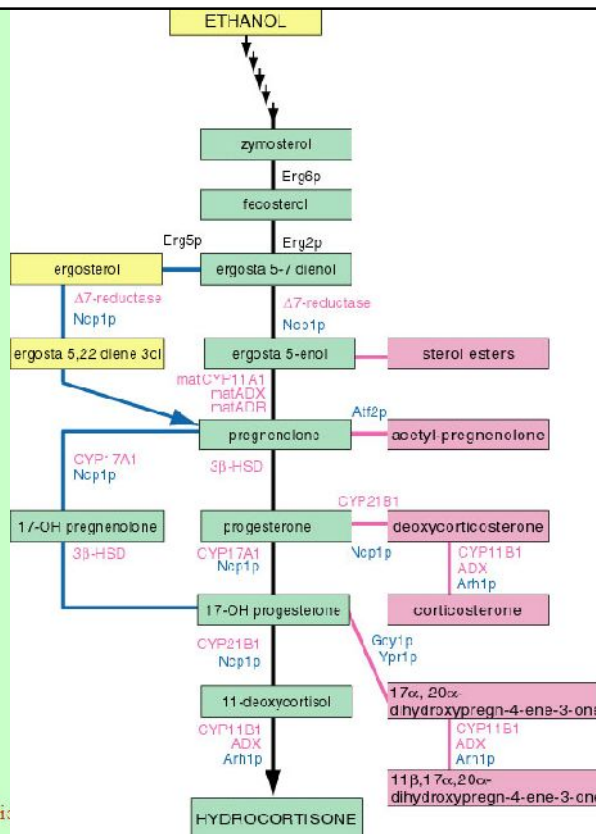 ETHANOL
zymosterol
Erg6p
fecosterol
Erg5p
Erg2p
ergosterol
ergosta 5-7 dienol
Δ7-reductase
Ncp1p
Δ7-reductase
Ncp1p
ergosta 5,22 diene 3ol
ergosta 5-enol
sterol esters
matCYP11A1
matADX
matADR
Atf2p
pregnenolone
acetyl-pregnenolone
CYP17A1
Ncp1p
3β-HSD
CYP21B1
17-OH pregnenolone
progesterone
deoxycorticosterone
3β-HSD
CYP17A1
Ncp1p
Ncp1p
CYP11B1
ADX
Arh1p
17-OH progesterone
corticosterone
CYP21B1
Ncp1p
Gcy1p
Ypr1p
11-deoxycortisol
17α, 20α-
dihydroxypregn-4-ene-3-one
CYP11B1
ADX
Arh1p
CYP11B1
ADX
Arh1p
11β,17α,20α-
dihydroxypregn-4-ene-3-one
HYDROCORTISONE